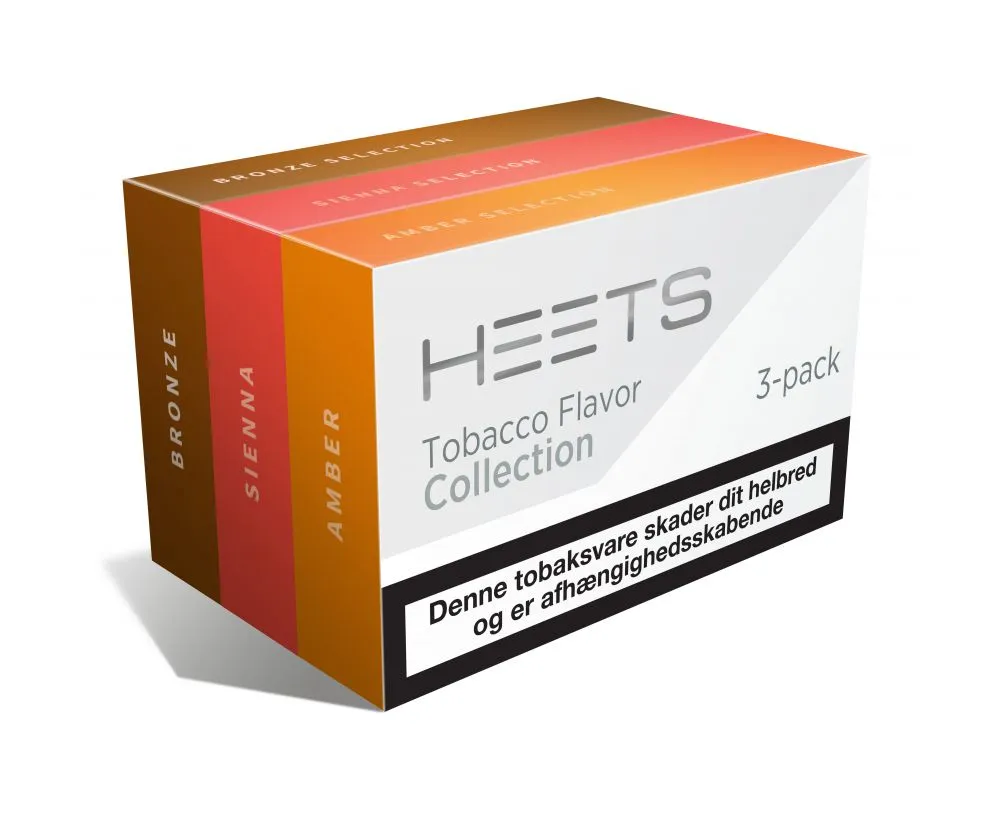 BRONZE SELECTION
SIENNA SELECTION
AMBER SELECTION
BRONZE
SIENNA
AMBER
HEETS
Tobacco Flavor
Collection
3-pack
Denne tobaksvare skader dit helbred
og er afhængighedsskabende